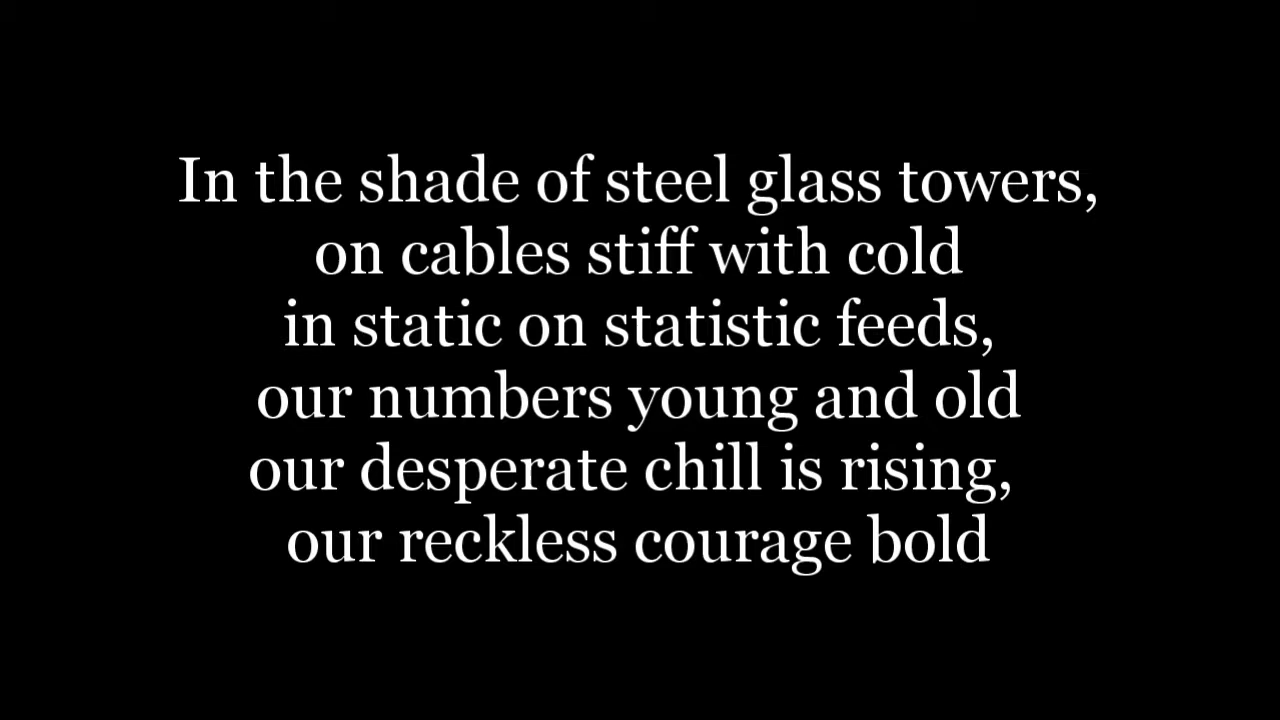 In the shade of steel glass towers,
on cables stiff with cold
in static on statistic feeds,
our numbers young and old
our desperate chill is rising,
our reckless courage bold